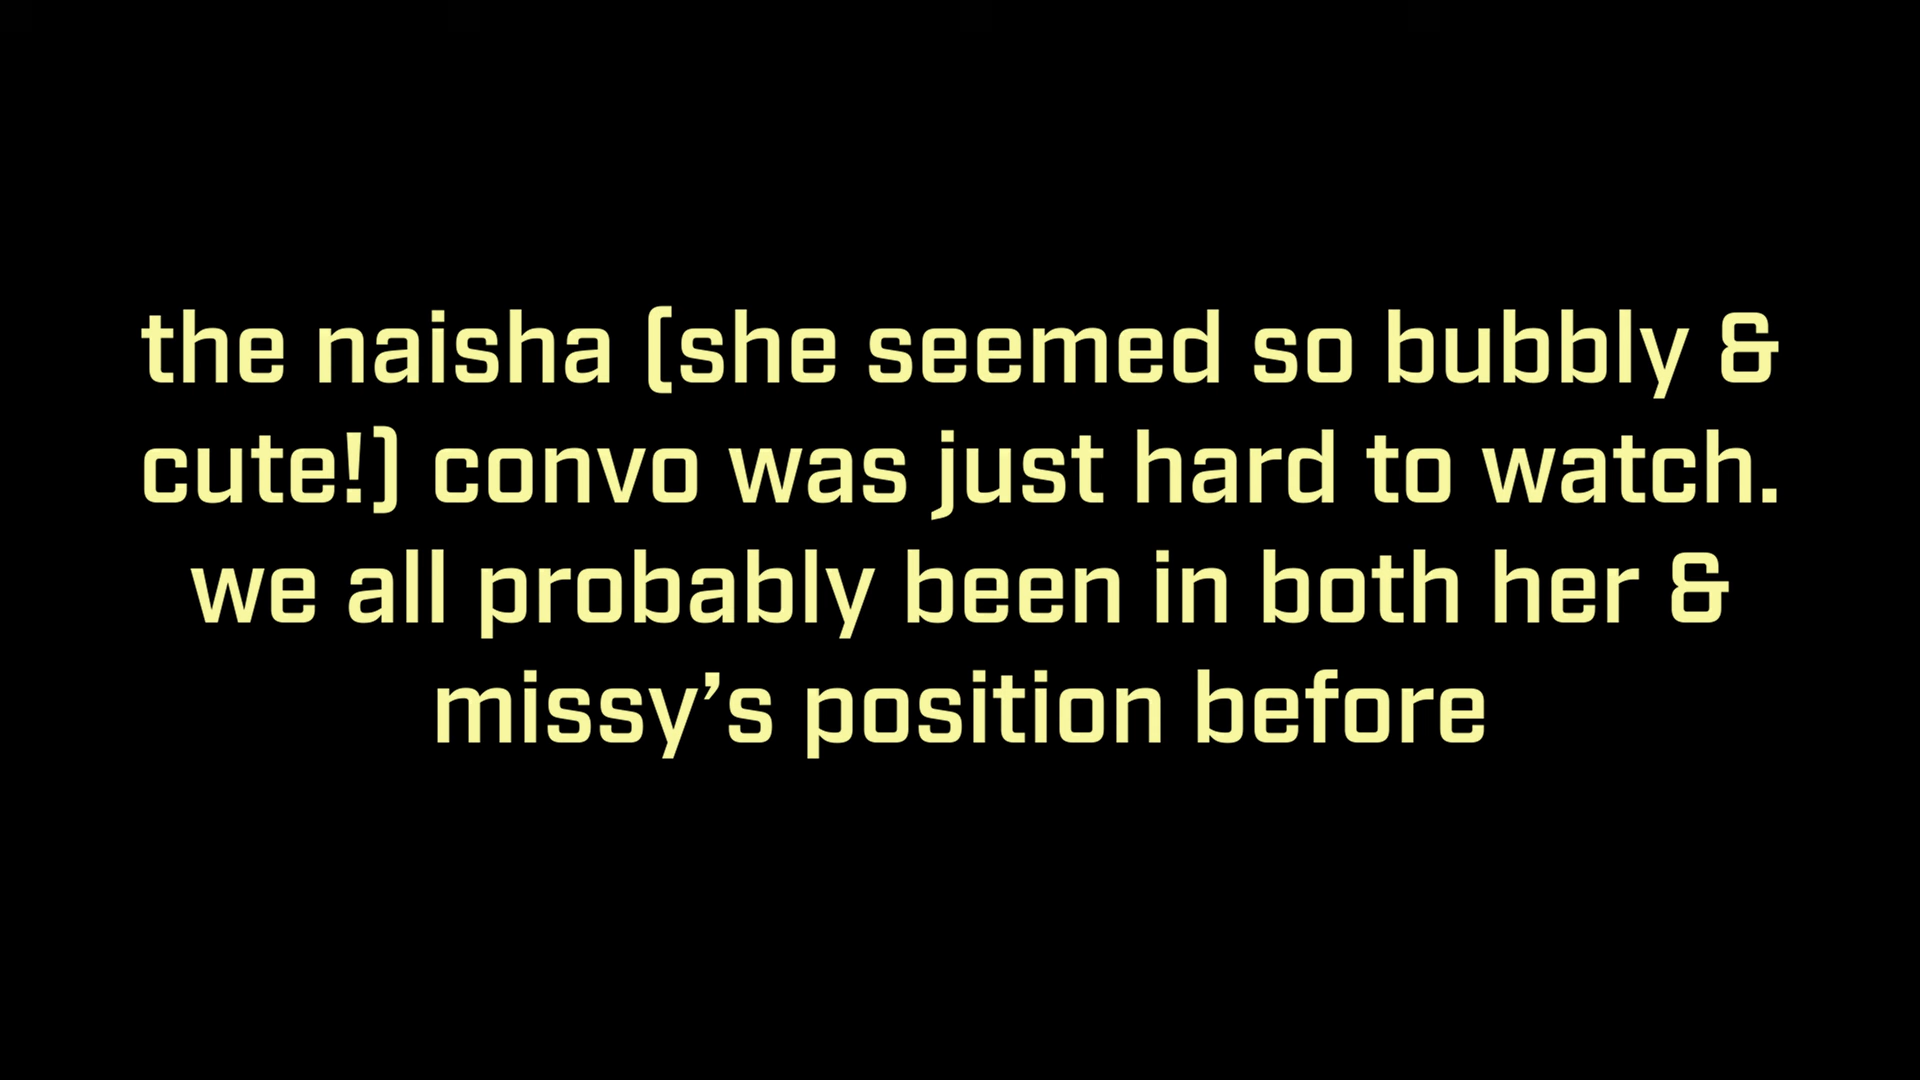 the naisha (she seemed so bubbly &
cute!) convo was just hard to watch.
we all probably been in both her &
missy’s position before